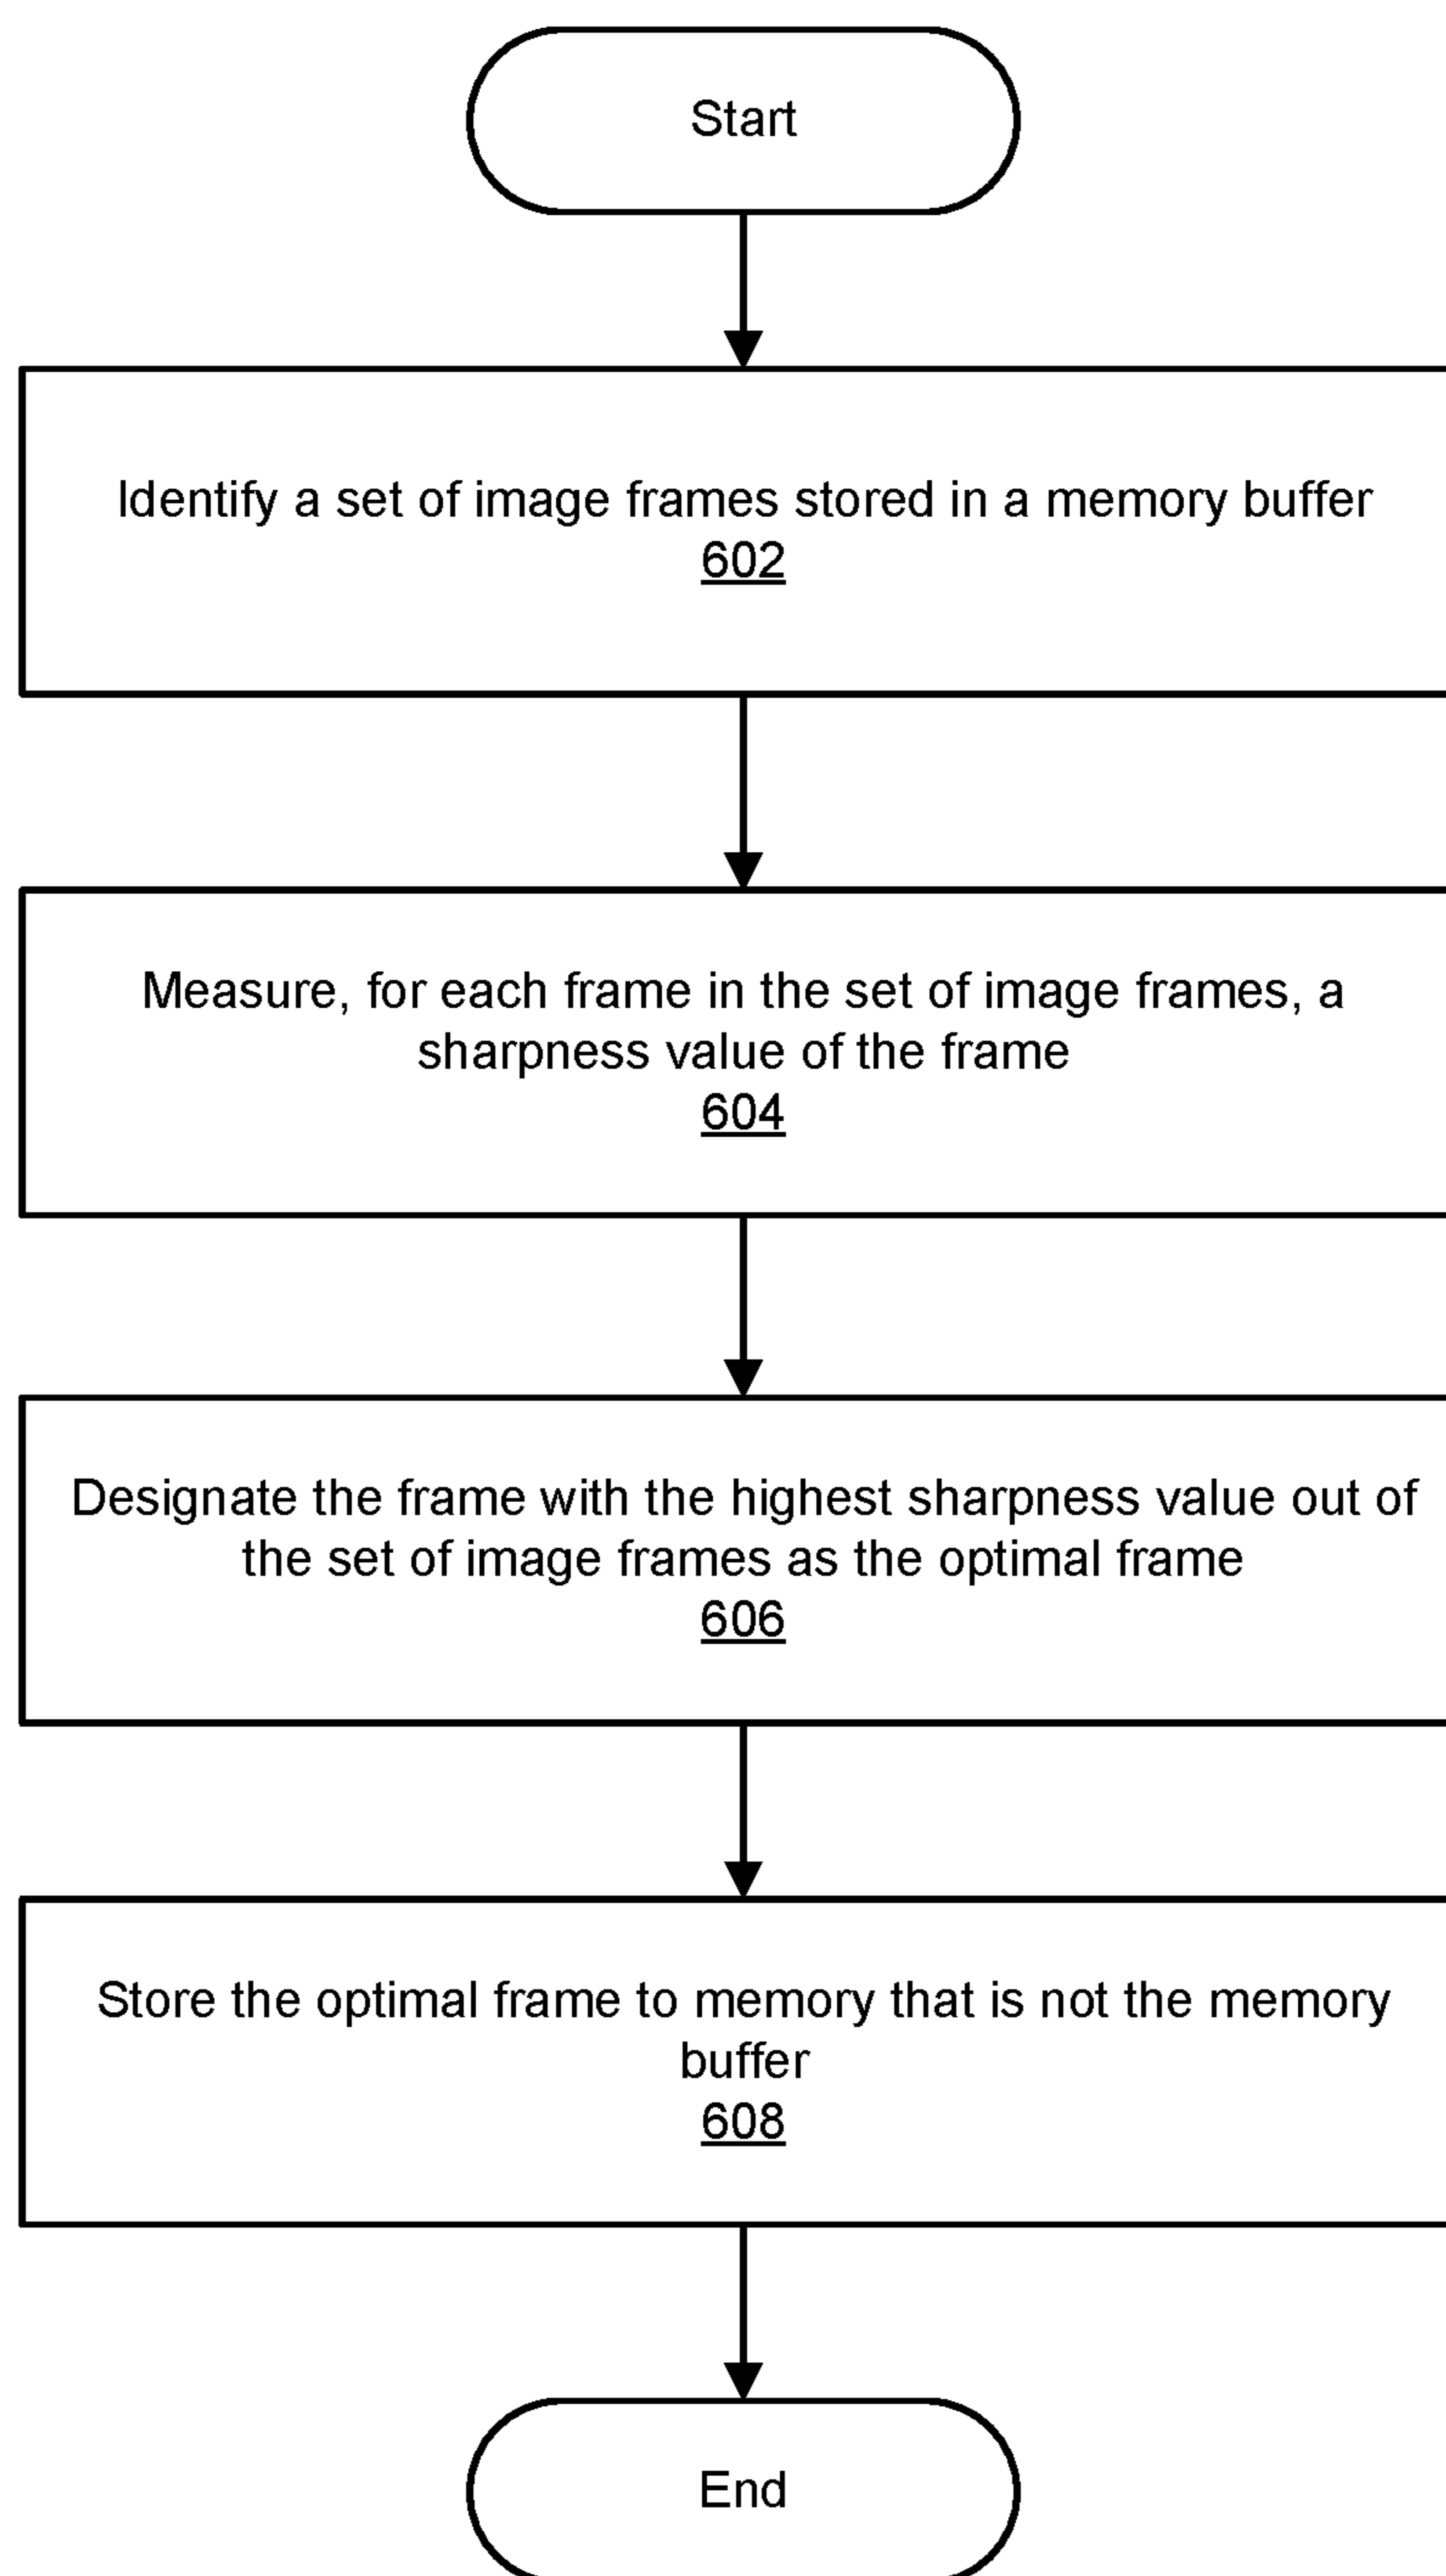 Start
Identify a set of image frames stored in a memory buffer
602
Measure, for each frame in the set of image frames, a
sharpness value of the frame
604
Designate the frame with the highest sharpness value out of
the set of image frames as the optimal frame
606
Store the optimal frame to memory that is not the memory
buffer
608
End